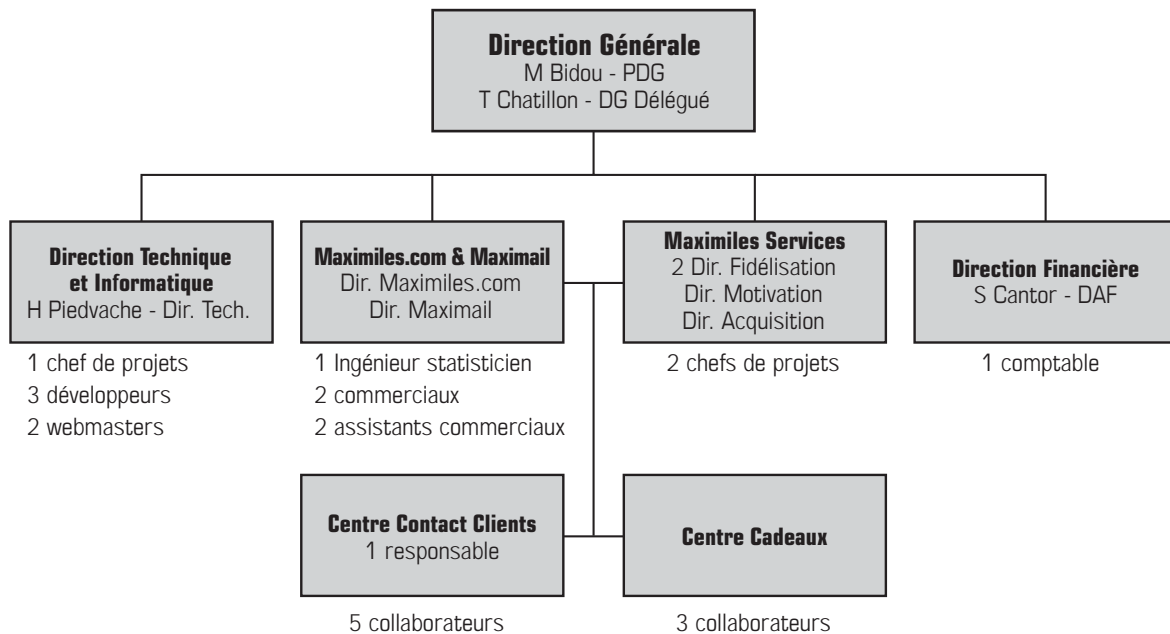 Direction Générale
M Bidou - PDG
T Chatillon - DG Délégué
Direction Technique
et Informatique
H Piedvache - Dir. Tech.
1 chef de projets
3 développeurs
2 webmasters
Maximiles.com & Maximail
Dir. Maximiles.com
Dir. Maximail
1 Ingénieur statisticien
2 commerciaux
2 assistants commerciaux
Maximiles Services
2 Dir. Fidélisation
Dir. Motivation
Dir. Acquisition
2 chefs de projets
Direction Financière
S Cantor - DAF
1 comptable
Centre Contact Clients
1 responsable
5 collaborateurs
Centre Cadeaux
3 collaborateurs